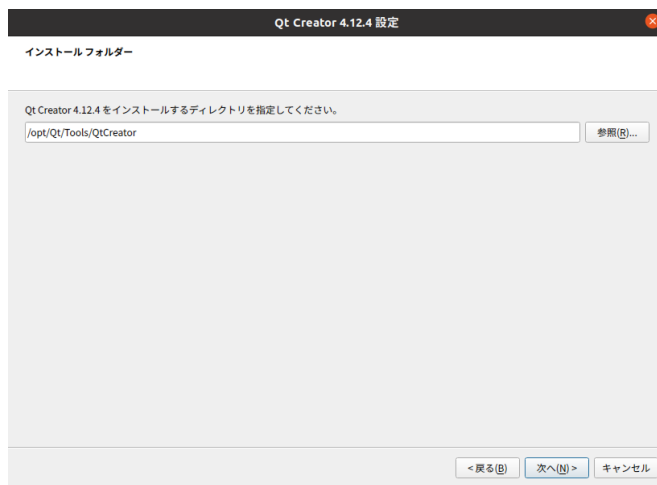 Qt Creator 4.12.4 設定
インストール フォルダー
Qt Creator 4.12.4 をインストールするディレクトリを指定してください。
/opt/Qt/Tools/QtCreator
参照(R)...
< 戻る(B)
次へ(N) >
キャンセル